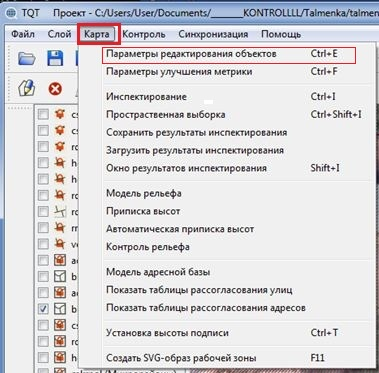 TQT Проект - C:/Users/User/Documents/_______KONTROLLLL/Talmenka/talmen
Файл Слой Карта Контроль Синхронизация Помощь
Параметры редактирования объектов Ctrl+E
Параметры улучшения метрики Ctrl+F
Инспектирование Ctrl+I
Прострaственная выборка Ctrl+Shift+I
Сохранить результаты инспектирования
Загрузить результаты инспектирования
Окно результатов инспектирования Shift+I
Модель рельефа
Приписка высот
Автоматическая приписка высот
Контроль рельефа
Модель адресной базы
Показать таблицы рассогласования улиц
Показать таблицы рассогласования адресов
Установка высоты подписи Ctrl+T
Создать SVG-образ рабочей зоны F11